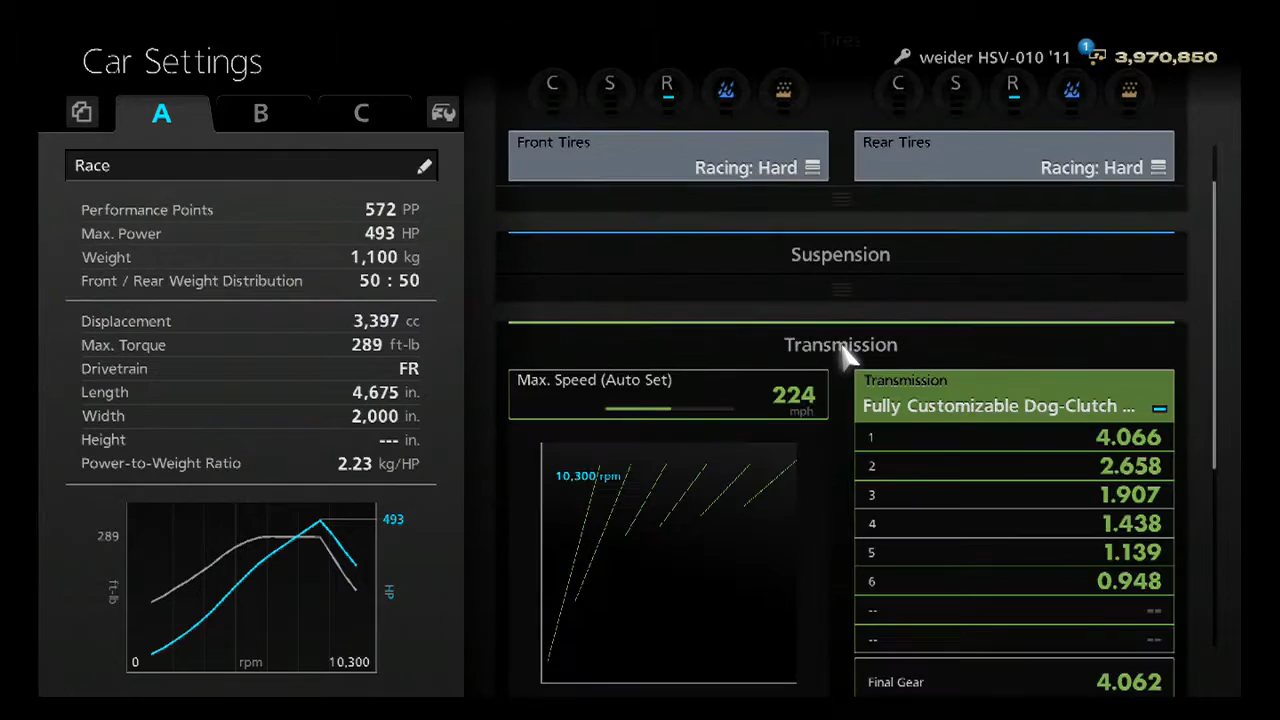 Car Settings
weider HSV-010 '11 1 3,970,850
A B C
Race
Performance Points 572 PP
Max. Power 493 HP
Weight 1,100 kg
Front / Rear Weight Distribution 50 : 50
Displacement 3,397 cc
Max. Torque 289 ft-lb
Drivetrain FR
Length 4,675 in.
Width 2,000 in.
Height --- in.
Power-to-Weight Ratio 2.23 kg/HP
493
289
ft-lb
HP
0 rpm 10,300
Tires
C S R C S R
Front Tires
Racing: Hard
Rear Tires
Racing: Hard
Suspension
Transmission
Max. Speed (Auto Set)
224
mph
10,300 rpm
Transmission
Fully Customizable Dog-Clutch ...
1 4.066
2 2.658
3 1.907
4 1.438
5 1.139
6 0.948
-- --
-- --
Final Gear 4.062